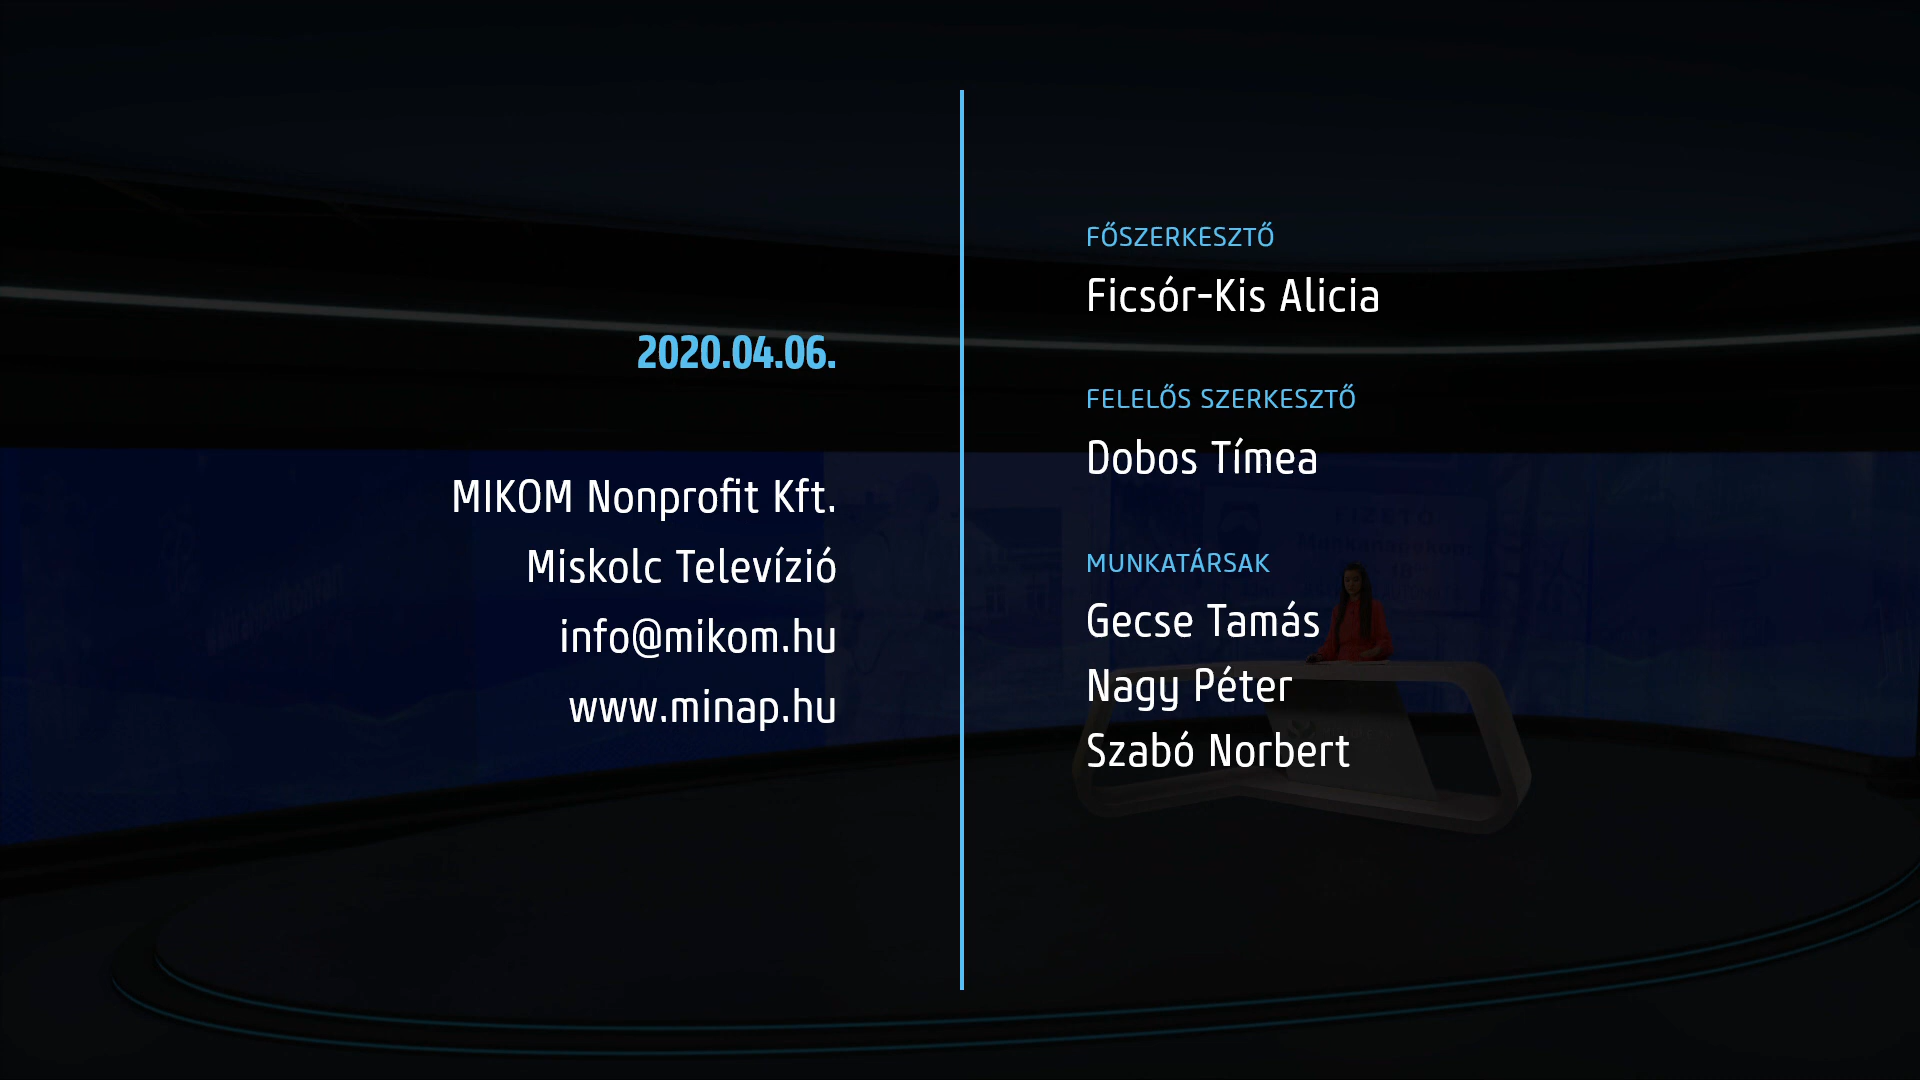 2020.04.06.
MIKOM Nonprofit Kft.
Miskolc Televízió
info@mikom.hu
www.minap.hu
FŐSZERKESZTŐ
Ficsór-Kis Alicia
FELELŐS SZERKESZTŐ
Dobos Tímea
MUNKATÁRSAK
Gecse Tamás
Nagy Péter
Szabó Norbert